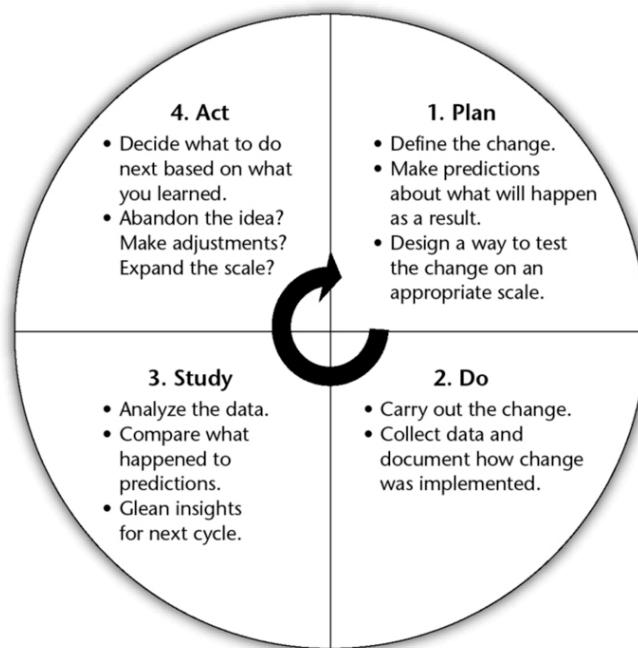 1. Plan
• Define the change.
• Make predictions
about what will happen
as a result.
• Design a way to test
the change on an
appropriate scale.
2. Do
• Carry out the change.
• Collect data and
document how change
was implemented.
3. Study
• Analyze the data.
• Compare what
happened to
predictions.
• Glean insights
for next cycle.
4. Act
• Decide what to do
next based on what
you learned.
• Abandon the idea?
Make adjustments?
Expand the scale?